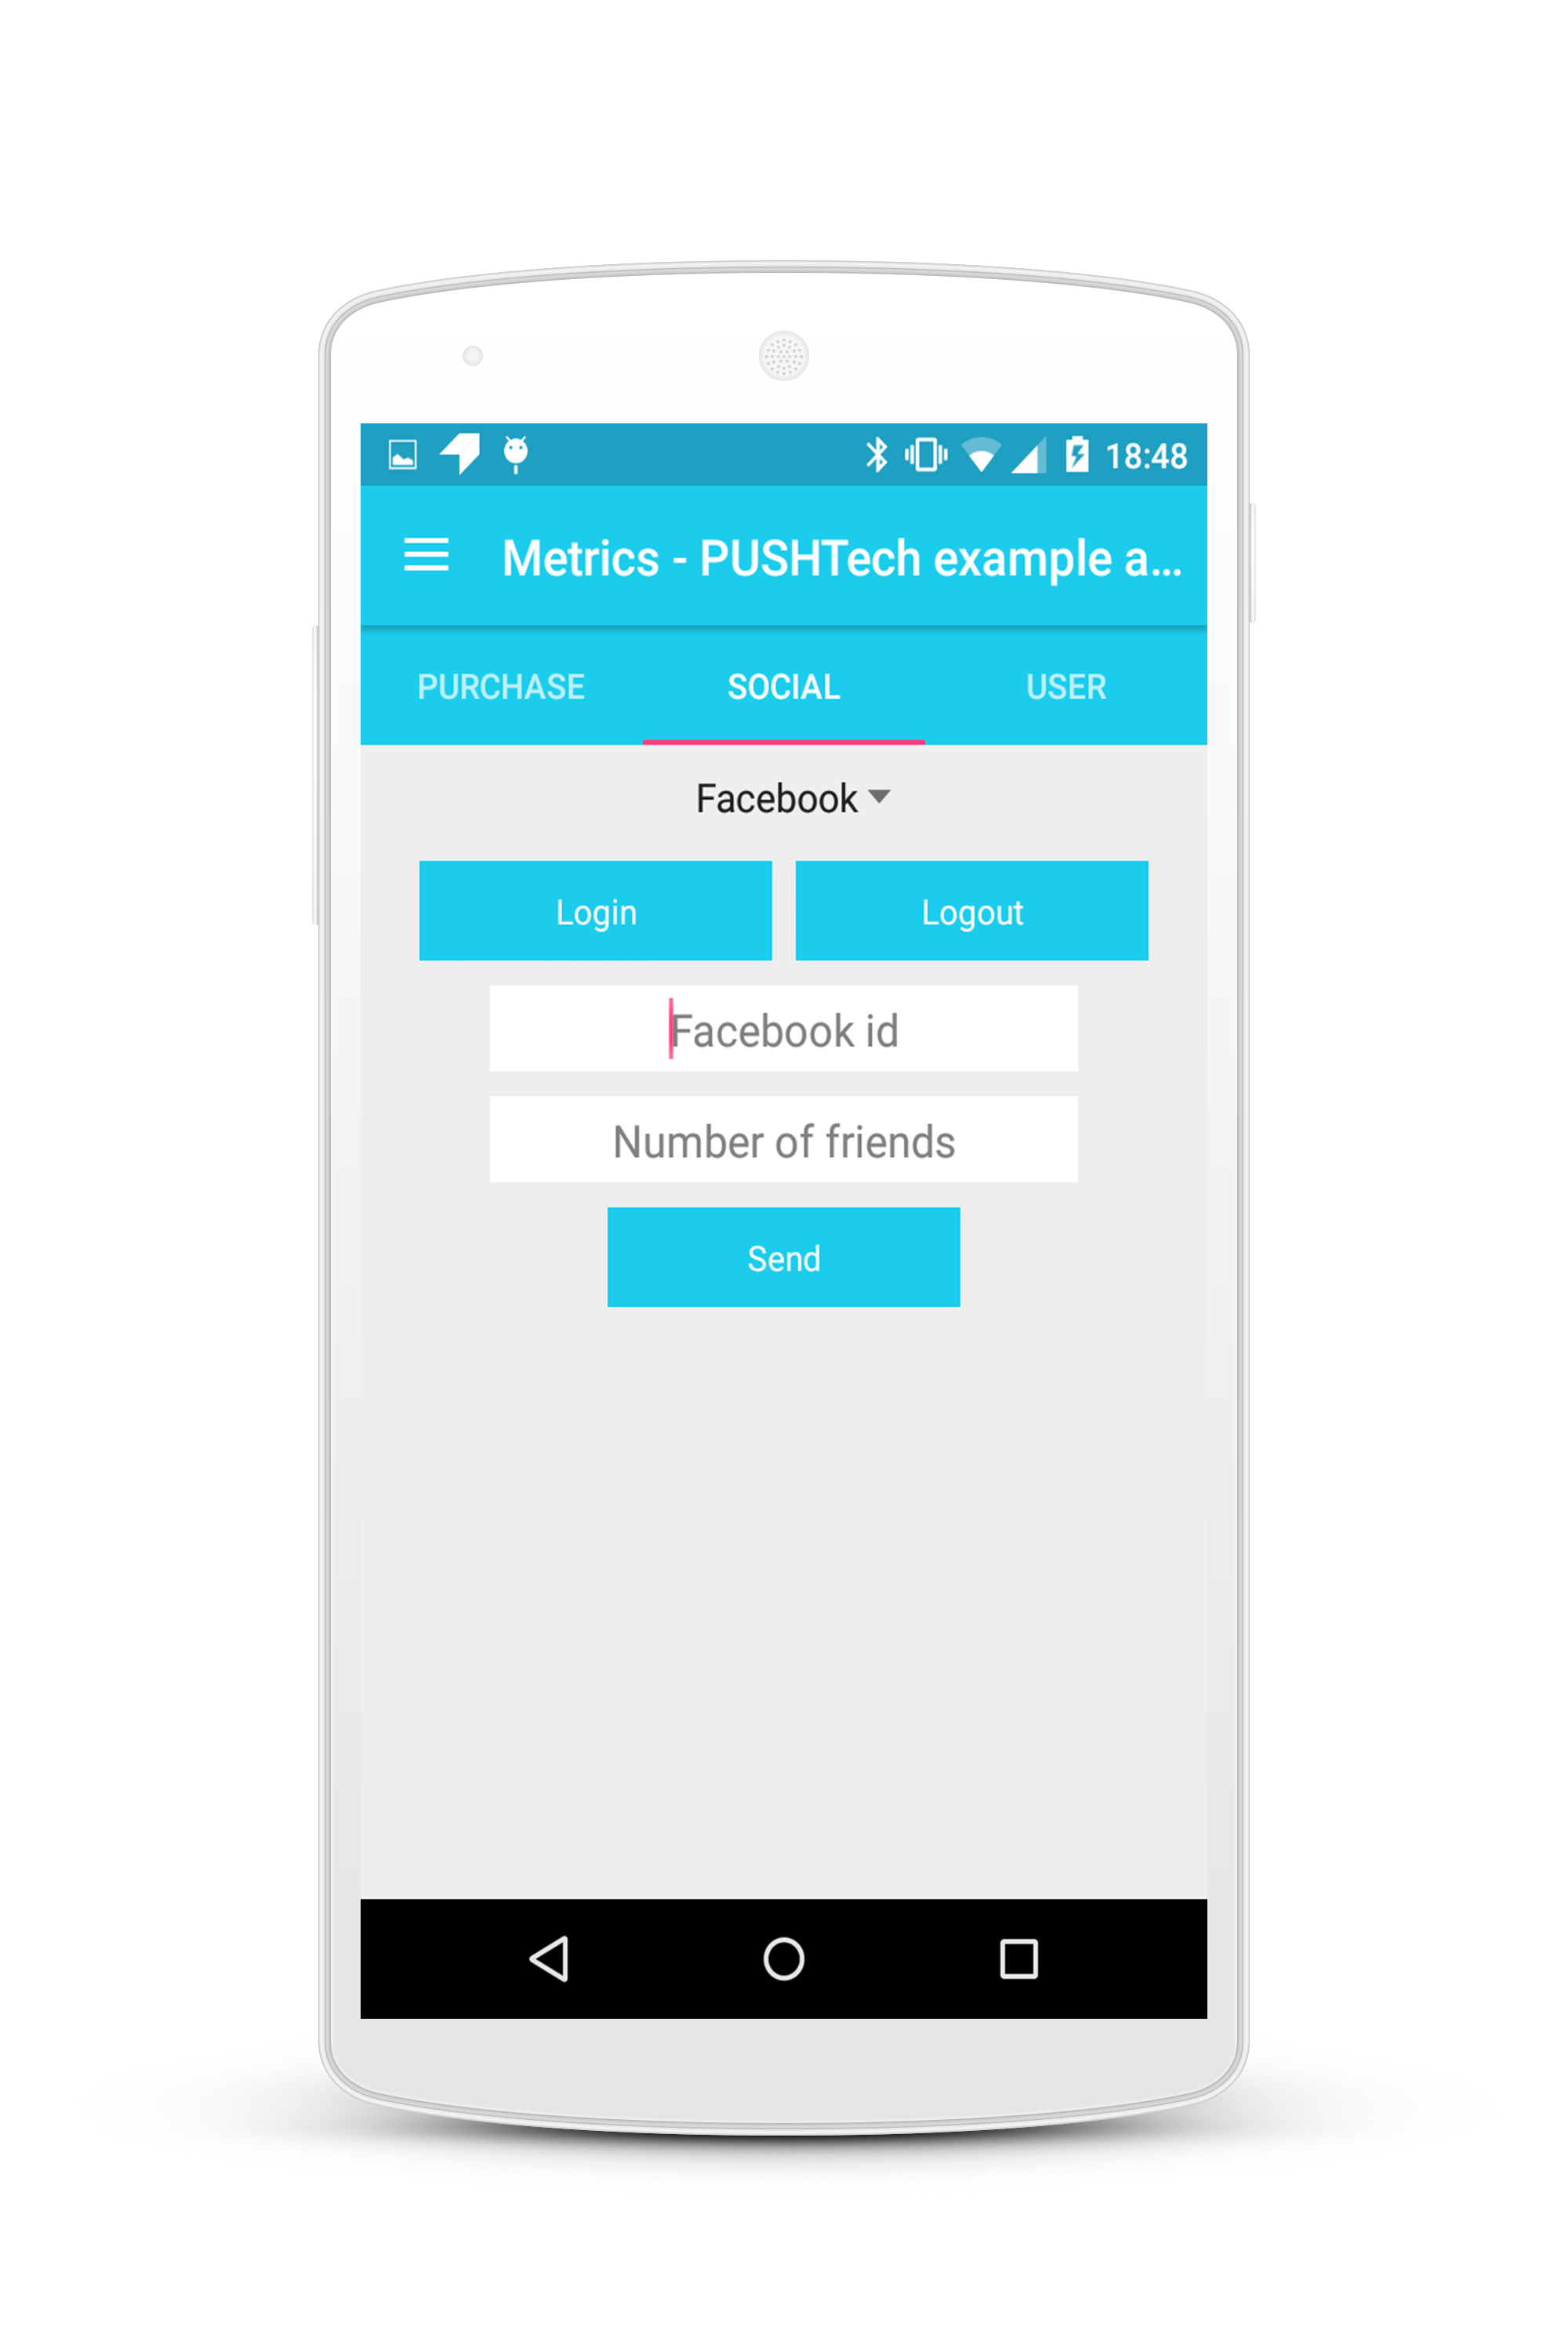 18:48
Metrics - PUSHTech example a...
PURCHASE SOCIAL USER
Facebook
Login Logout
Facebook id
Number of friends
Send